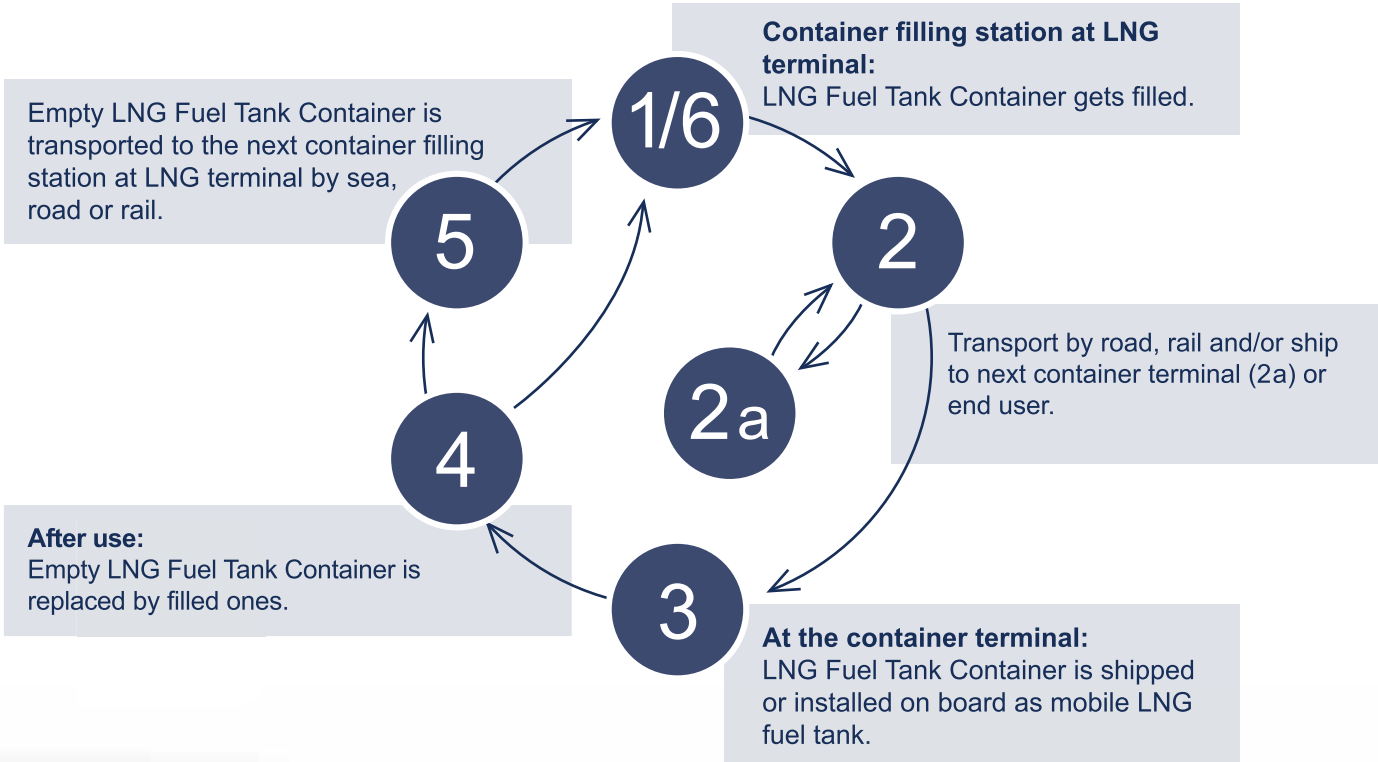 Container filling station at LNG
terminal:
LNG Fuel Tank Container gets filled.
1/6
2
Transport by road, rail and/or ship
to next container terminal (2a) or
end user.
2a
3
At the container terminal:
LNG Fuel Tank Container is shipped
or installed on board as mobile LNG
fuel tank.
4
After use:
Empty LNG Fuel Tank Container is
replaced by filled ones.
5
Empty LNG Fuel Tank Container is
transported to the next container filling
station at LNG terminal by sea,
road or rail.